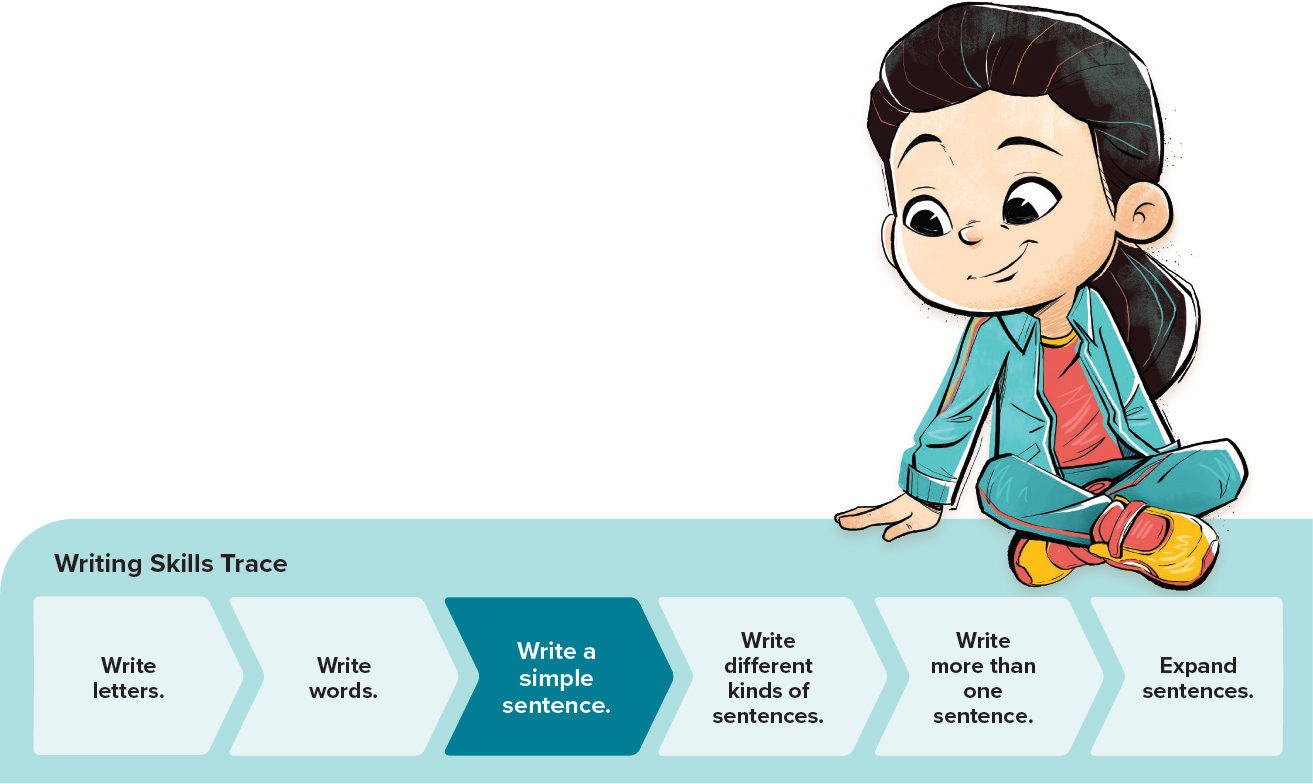 Writing Skills Trace
Write
letters.
Write
words.
Write a
simple
sentence.
Write
different
kinds of
sentences.
Write
more than
one
sentence.
Expand
sentences.